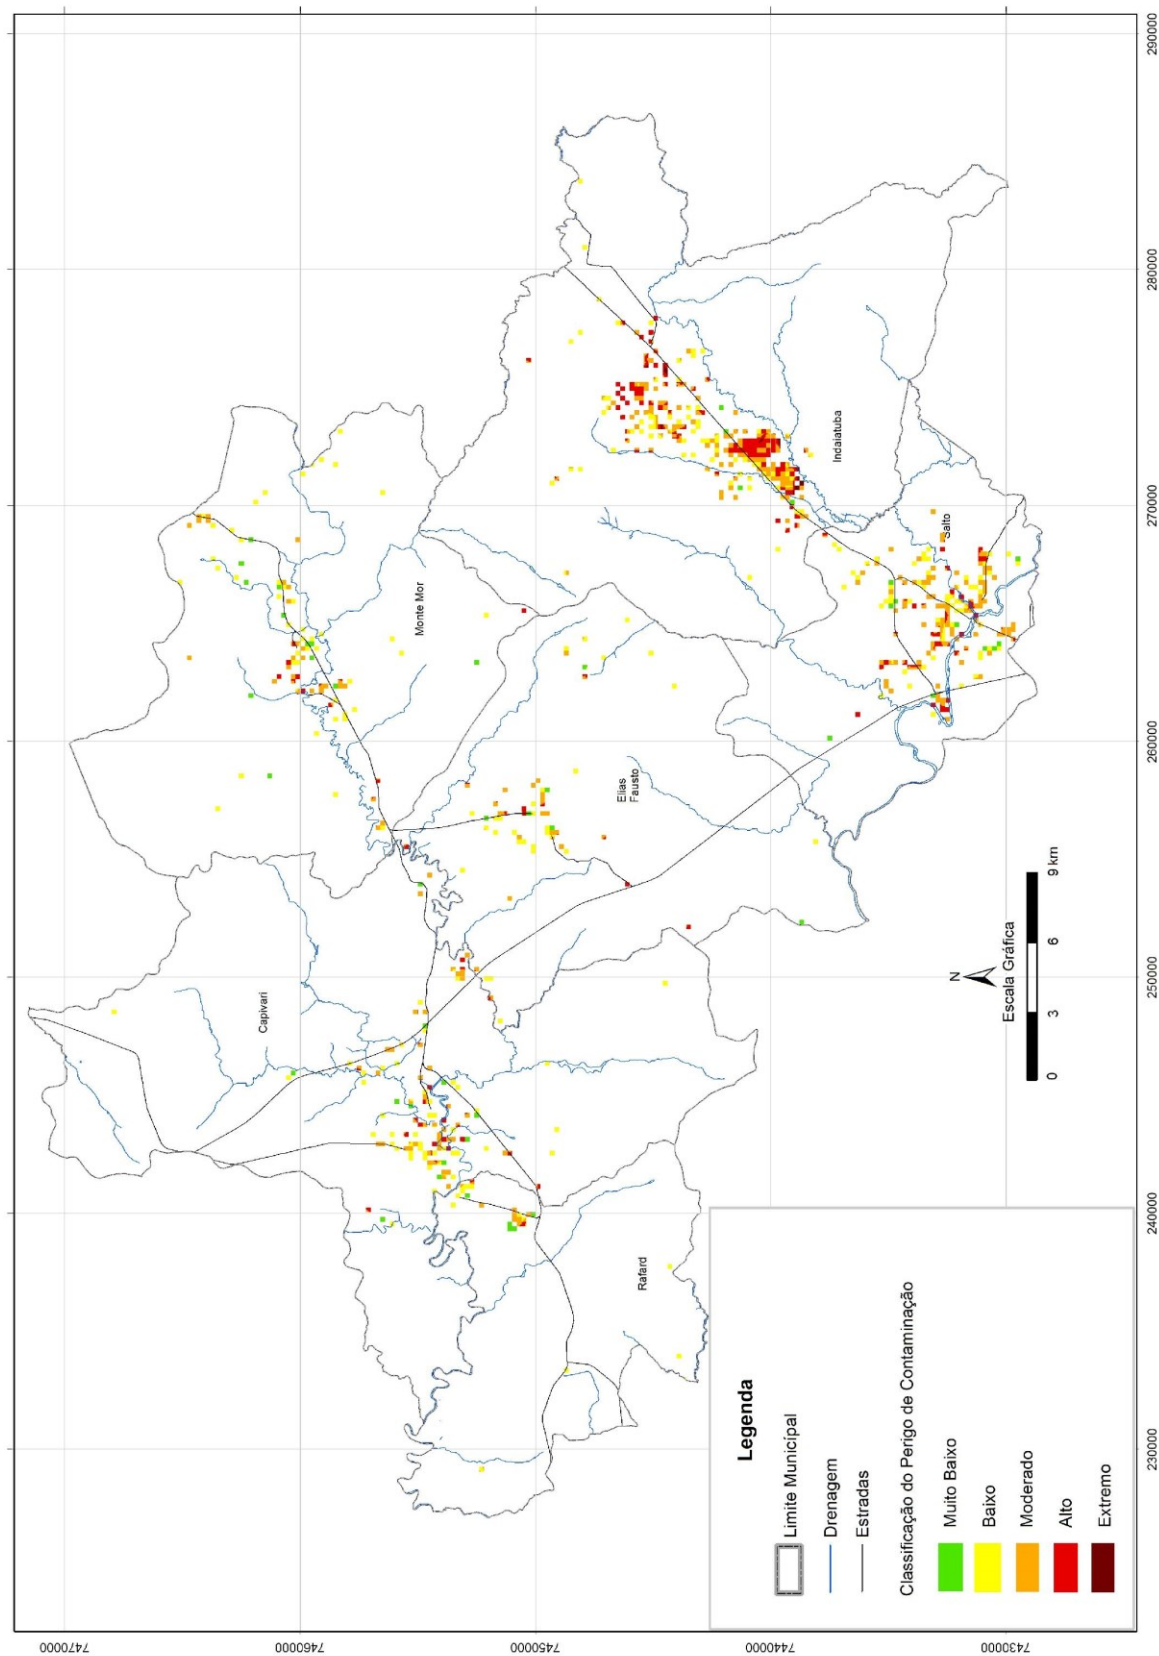 7470000
7460000
7450000
7440000
7430000
230000
240000
250000
260000
270000
280000
290000
Capivari
Monte Mor
Elias
Fausto
Rafard
Indaiatuba
Salto
Legenda
Limite Municipal
Drenagem
Estradas
Classificação do Perigo de Contaminação
Muito Baixo
Baixo
Moderado
Alto
Extremo
N
Escala Gráfica
0 3 6 9 km